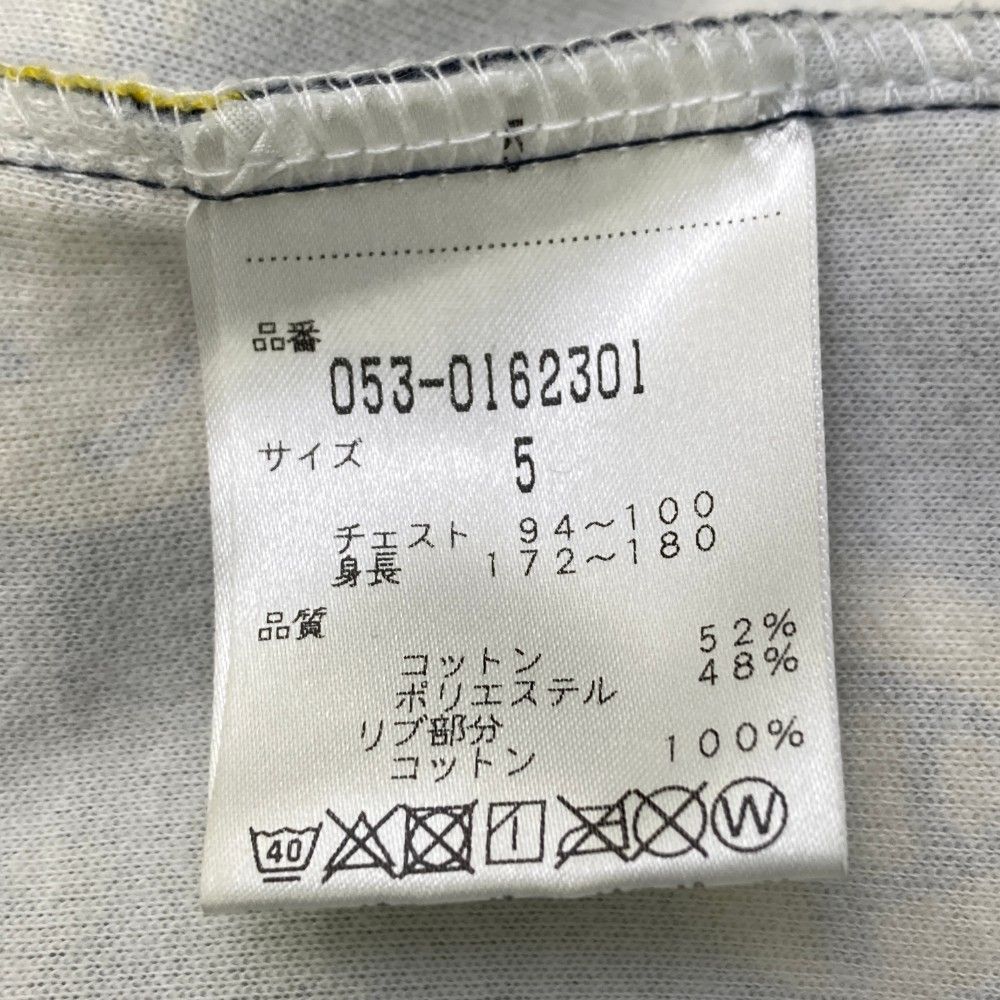 品番
053-0162301
サイズ 5
チェスト 94～100
身長 172～180
品質
コットン 52%
ポリエステル 48%
リブ部分
コットン 100%
40 W